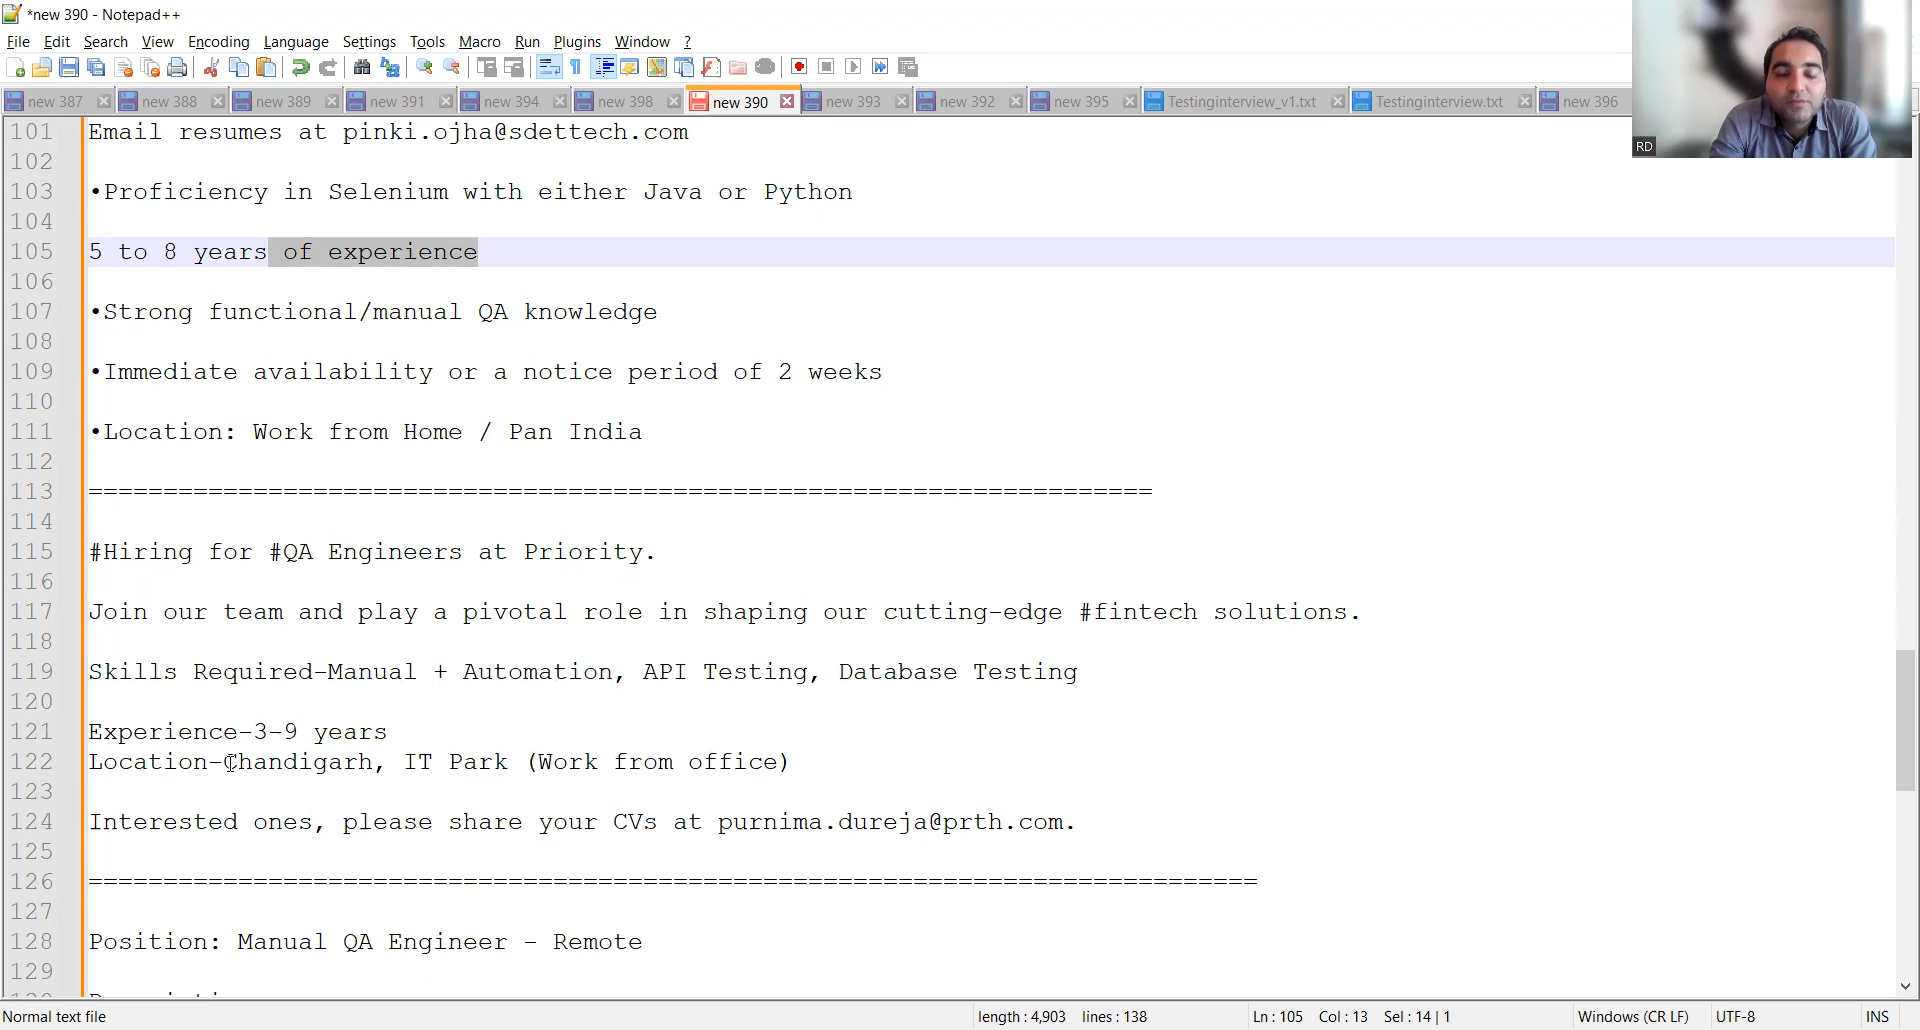 *new 390 - Notepad++
File Edit Search View Encoding Language Settings Tools Macro Run Plugins Window ?
new 387 new 388 new 389 new 391 new 394 new 398 new 390 new 393 new 392 new 395 Testinginterview_v1.txt Testinginterview.txt new 396
RD
101 Email resumes at pinki.ojha@sdettech.com
102
103 •Proficiency in Selenium with either Java or Python
104
105 5 to 8 years of experience
106
107 •Strong functional/manual QA knowledge
108
109 •Immediate availability or a notice period of 2 weeks
110
111 •Location: Work from Home / Pan India
112
113 =======================================================================
114
115 #Hiring for #QA Engineers at Priority.
116
117 Join our team and play a pivotal role in shaping our cutting-edge #fintech solutions.
118
119 Skills Required-Manual + Automation, API Testing, Database Testing
120
121 Experience-3-9 years
122 Location-Chandigarh, IT Park (Work from office)
123
124 Interested ones, please share your CVs at purnima.dureja@prth.com.
125
126 ==============================================================================
127
128 Position: Manual QA Engineer - Remote
129
Normal text file length : 4,903 lines : 138 Ln : 105 Col : 13 Sel : 14 | 1 Windows (CR LF) UTF-8 INS